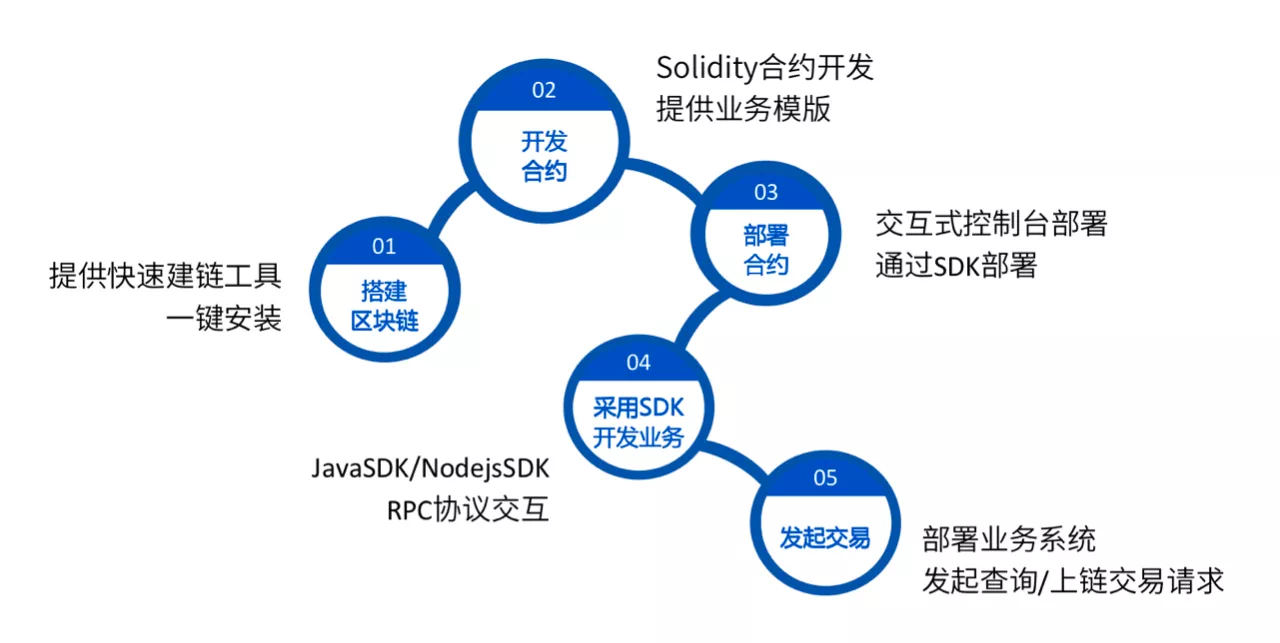 01
搭建
区块链
提供快速建链工具
一键安装
02
开发
合约
Solidity合约开发
提供业务模版
03
部署
合约
交互式控制台部署
通过SDK部署
04
采用SDK
开发业务
JavaSDK/NodejsSDK
RPC协议交互
05
发起交易
部署业务系统
发起查询/上链交易请求